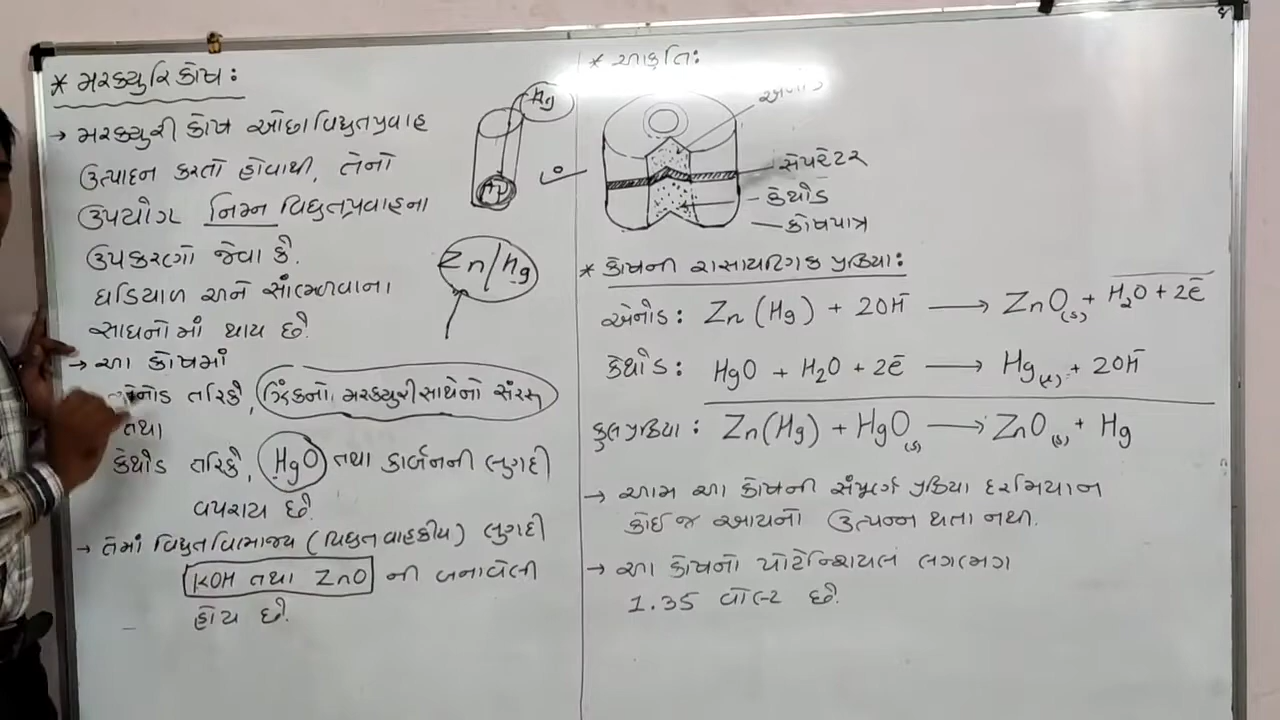 * મરક્યુરિ કોષ :
→ મરક્યુરી કોષ ઓછા વિદ્યુતપ્રવાહ
ઉત્પાદન કરતો હોવાથી, તેનો
ઉપયોગ નિમ્ન વિદ્યુતપ્રવાહના
ઉપકરણો જેવા કે.
ઘડિયાળ અને સાંભળવાના
સાધનોમાં થાય છે.
→ આ કોષમાં
એનોડ તરિકે, ઝિંકનો મરક્યુરી સાથેનો સંરસ
તથા
કેથોડ તરિકે, HgO તથા કાર્બનની લુગદી
વપરાય છે.
→ તેમાં વિદ્યુતવિભાજ્ય (વિદ્યુત વાહકીય) લુગદી
KOH તથા ZnO ની બનાવેલી
હોય છે.
Hg
Zn/Hg
* આકૃતિ:
એનોડ
સેપરેટર
કેથોડ
કોષપાત્ર
* કોષની રાસાયણિક પ્રક્રિયા :
એનોડ : Zn (Hg) + 2OH̄ → ZnO(s) + H₂O + 2ē
કેથોડ : HgO + H₂O + 2ē → Hg(l) + 2OH̄
કુલ પ્રક્રિયા : Zn(Hg) + HgO(s) → ZnO(s) + Hg
→ આમ આ કોષની સંપૂર્ણ પ્રક્રિયા દરમિયાન
કોઈ જ આયનો ઉત્પન્ન થતા નથી.
→ આ કોષનો પોટેન્શિયલ લગભગ
1.35 વોલ્ટ છે.